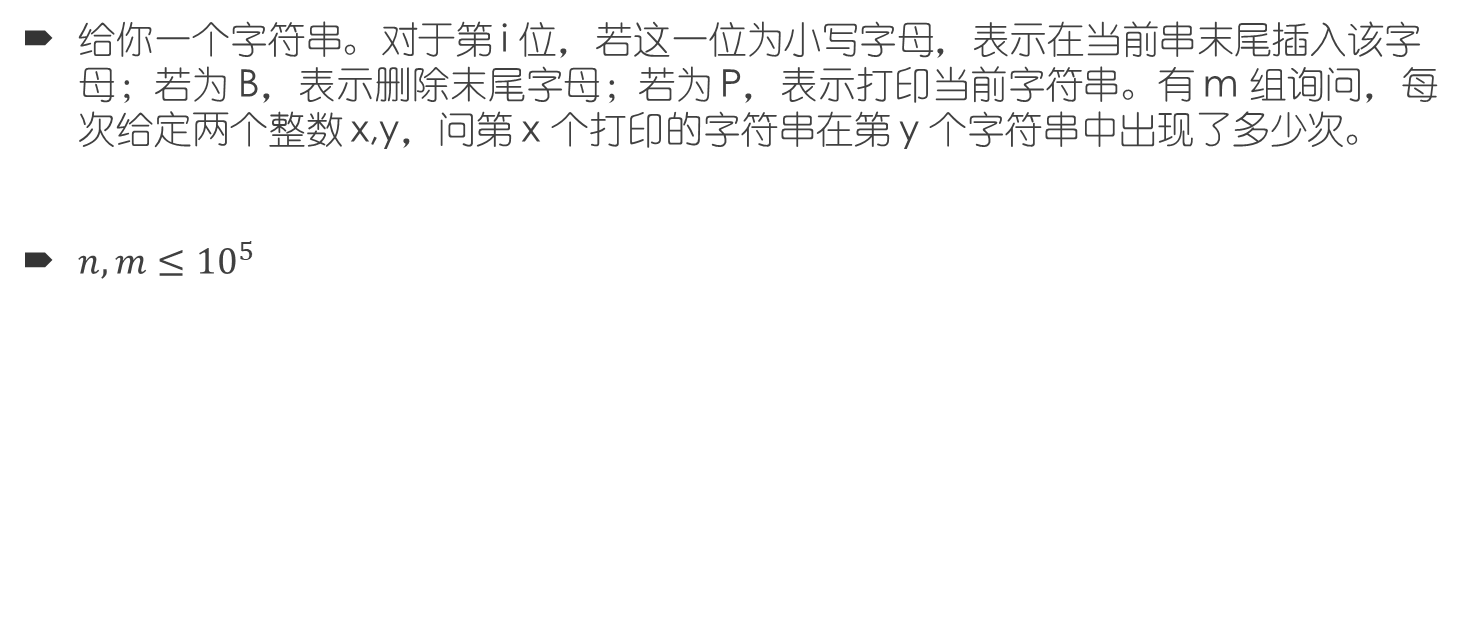 给你一个字符串。对于第 i 位，若这一位为小写字母，表示在当前串末尾插入该字
母；若为 B，表示删除末尾字母；若为 P，表示打印当前字符串。有 m 组询问，每
次给定两个整数 x,y，问第 x 个打印的字符串在第 y 个字符串中出现了多少次。
n, m ≤ 10⁵